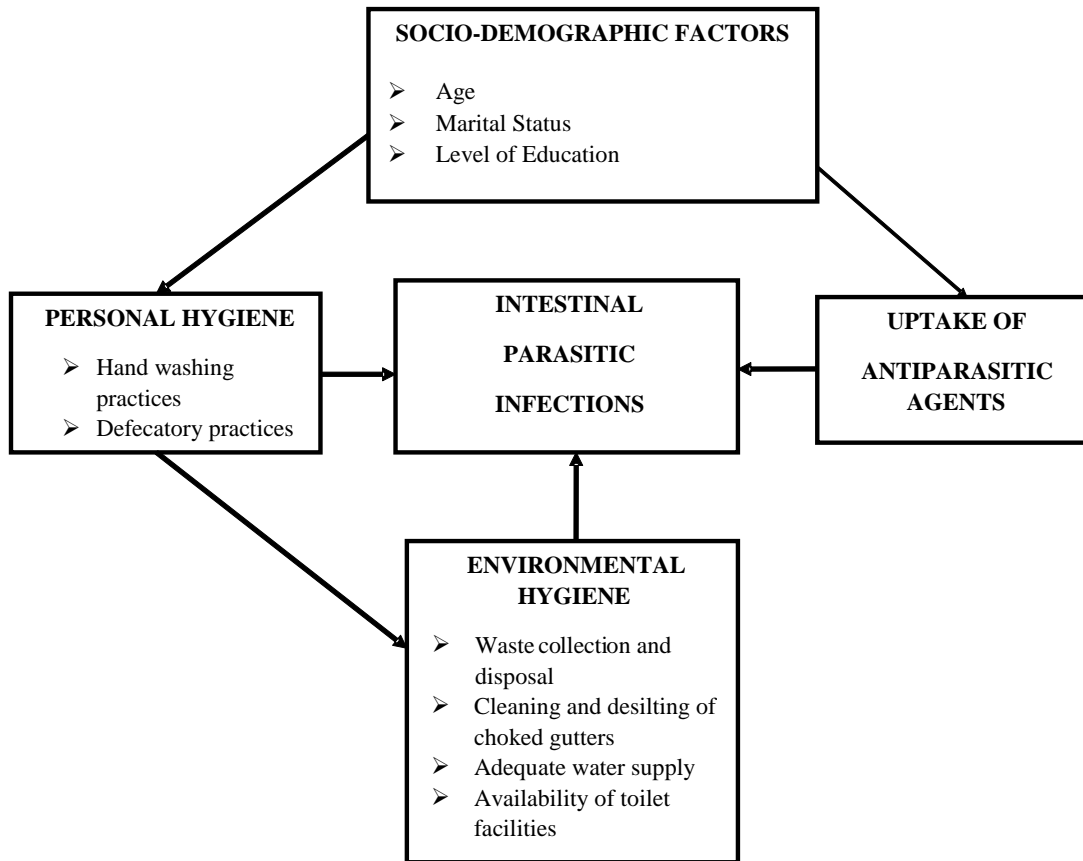 SOCIO-DEMOGRAPHIC FACTORS
➢ Age
➢ Marital Status
➢ Level of Education
PERSONAL HYGIENE
➢ Hand washing
practices
➢ Defecatory practices
INTESTINAL
PARASITIC
INFECTIONS
UPTAKE OF
ANTIPARASITIC
AGENTS
ENVIRONMENTAL
HYGIENE
➢ Waste collection and
disposal
➢ Cleaning and desilting of
choked gutters
➢ Adequate water supply
➢ Availability of toilet
facilities